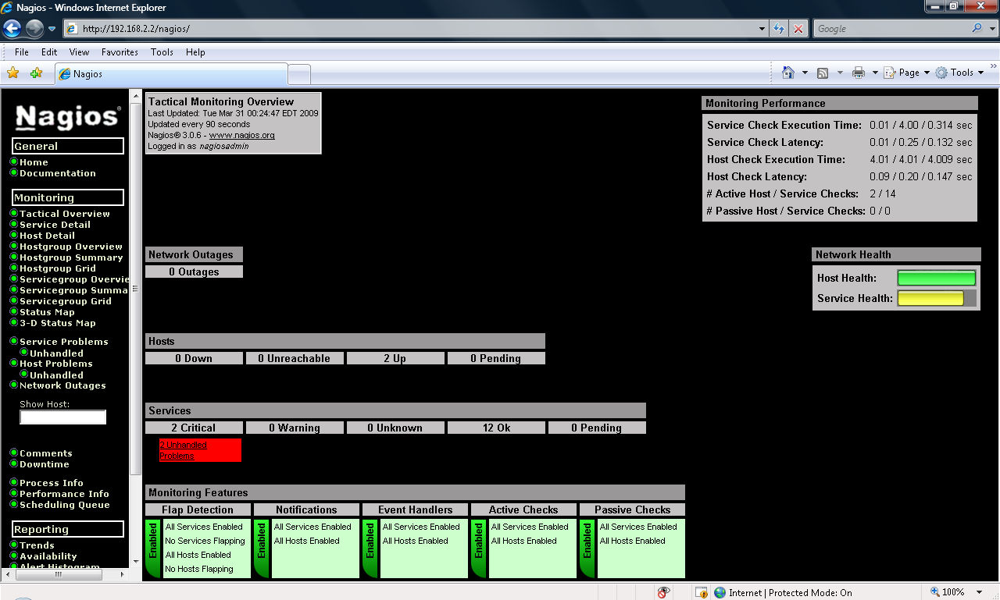 Nagios - Windows Internet Explorer
http://192.168.2.2/nagios/
Google
File Edit View Favorites Tools Help
Nagios
Page
Tools
Nagios®
General
Home
Documentation
Monitoring
Tactical Overview
Service Detail
Host Detail
Hostgroup Overview
Hostgroup Summary
Hostgroup Grid
Servicegroup Overvie
Servicegroup Summa
Servicegroup Grid
Status Map
3-D Status Map
Service Problems
Unhandled
Host Problems
Unhandled
Network Outages
Show Host:
Comments
Downtime
Process Info
Performance Info
Scheduling Queue
Reporting
Trends
Availability
Alert Histogram
Tactical Monitoring Overview
Last Updated: Tue Mar 31 00:24:47 EDT 2009
Updated every 90 seconds
Nagios® 3.0.6 - www.nagios.org
Logged in as nagiosadmin
Monitoring Performance
Service Check Execution Time: 0.01 / 4.00 / 0.314 sec
Service Check Latency: 0.01 / 0.25 / 0.132 sec
Host Check Execution Time: 4.01 / 4.01 / 4.009 sec
Host Check Latency: 0.09 / 0.20 / 0.147 sec
# Active Host / Service Checks: 2 / 14
# Passive Host / Service Checks: 0 / 0
Network Outages
0 Outages
Network Health
Host Health:
Service Health:
Hosts
0 Down 0 Unreachable 2 Up 0 Pending
Services
2 Critical 0 Warning 0 Unknown 12 Ok 0 Pending
2 Unhandled
Problems
Monitoring Features
Flap Detection Notifications Event Handlers Active Checks Passive Checks
Enabled
All Services Enabled
No Services Flapping
All Hosts Enabled
No Hosts Flapping
Enabled
All Services Enabled
All Hosts Enabled
Enabled
All Services Enabled
All Hosts Enabled
Enabled
All Services Enabled
All Hosts Enabled
Enabled
All Services Enabled
All Hosts Enabled
Internet | Protected Mode: On
100%